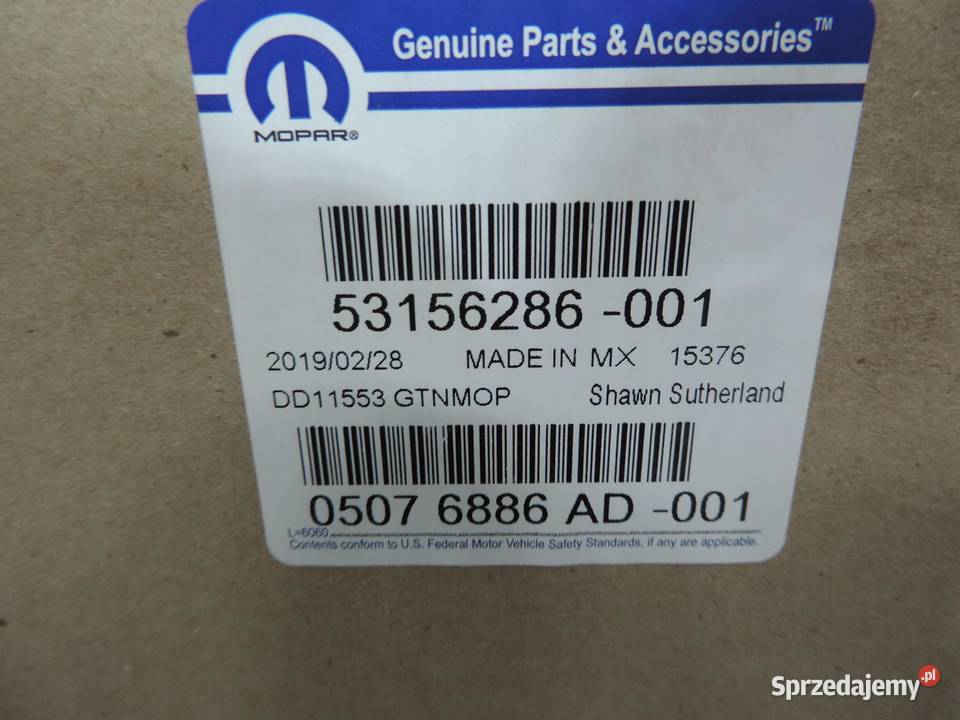 Genuine Parts & Accessories™
MOPAR®
53156286 -001
2019/02/28 MADE IN MX 15376
DD11553 GTNMOP Shawn Sutherland
0507 6886 AD -001
L=6060
Contents conform to U.S. Federal Motor Vehicle Safety Standards, if any are applicable.
Sprzedajemy.pl